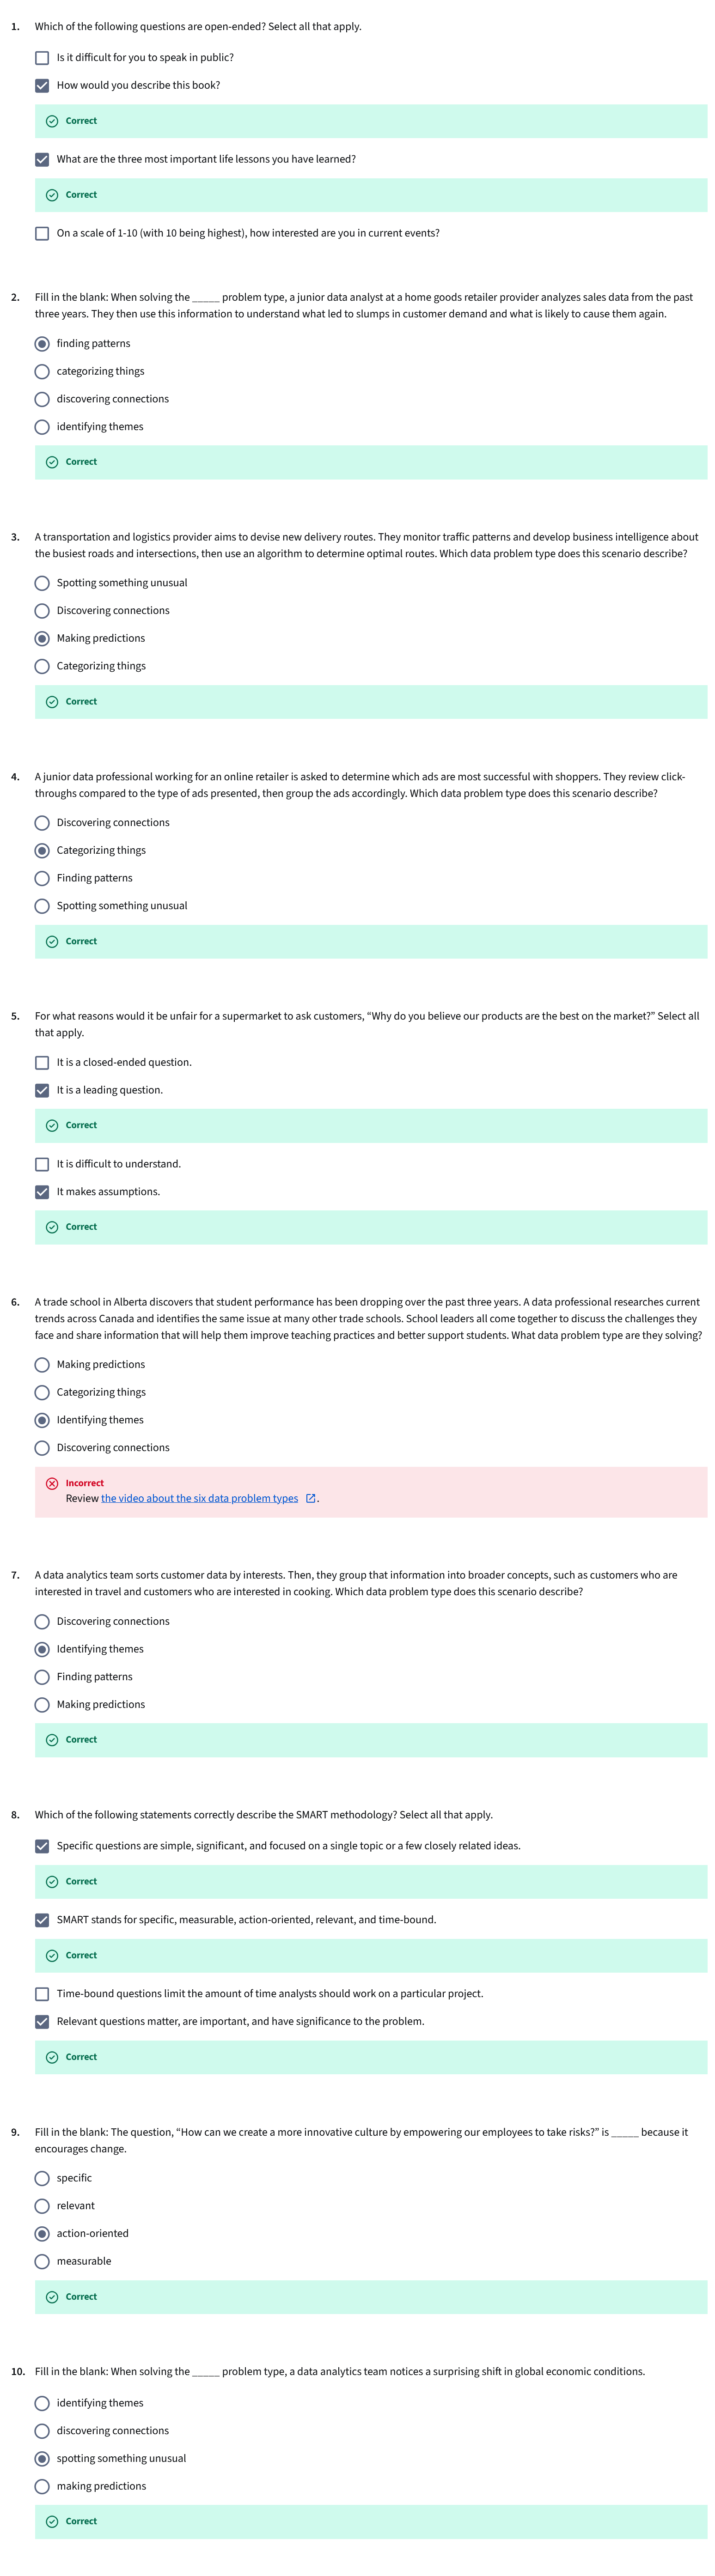 1. Which of the following questions are open-ended? Select all that apply.
Is it difficult for you to speak in public?
How would you describe this book?
Correct
What are the three most important life lessons you have learned?
Correct
On a scale of 1-10 (with 10 being highest), how interested are you in current events?
2. Fill in the blank: When solving the _____ problem type, a junior data analyst at a home goods retailer provider analyzes sales data from the past
three years. They then use this information to understand what led to slumps in customer demand and what is likely to cause them again.
finding patterns
categorizing things
discovering connections
identifying themes
Correct
3. A transportation and logistics provider aims to devise new delivery routes. They monitor traffic patterns and develop business intelligence about
the busiest roads and intersections, then use an algorithm to determine optimal routes. Which data problem type does this scenario describe?
Spotting something unusual
Discovering connections
Making predictions
Categorizing things
Correct
4. A junior data professional working for an online retailer is asked to determine which ads are most successful with shoppers. They review click-
throughs compared to the type of ads presented, then group the ads accordingly. Which data problem type does this scenario describe?
Discovering connections
Categorizing things
Finding patterns
Spotting something unusual
Correct
5. For what reasons would it be unfair for a supermarket to ask customers, “Why do you believe our products are the best on the market?” Select all
that apply.
It is a closed-ended question.
It is a leading question.
Correct
It is difficult to understand.
It makes assumptions.
Correct
6. A trade school in Alberta discovers that student performance has been dropping over the past three years. A data professional researches current
trends across Canada and identifies the same issue at many other trade schools. School leaders all come together to discuss the challenges they
face and share information that will help them improve teaching practices and better support students. What data problem type are they solving?
Making predictions
Categorizing things
Identifying themes
Discovering connections
Incorrect
Review the video about the six data problem types .
7. A data analytics team sorts customer data by interests. Then, they group that information into broader concepts, such as customers who are
interested in travel and customers who are interested in cooking. Which data problem type does this scenario describe?
Discovering connections
Identifying themes
Finding patterns
Making predictions
Correct
8. Which of the following statements correctly describe the SMART methodology? Select all that apply.
Specific questions are simple, significant, and focused on a single topic or a few closely related ideas.
Correct
SMART stands for specific, measurable, action-oriented, relevant, and time-bound.
Correct
Time-bound questions limit the amount of time analysts should work on a particular project.
Relevant questions matter, are important, and have significance to the problem.
Correct
9. Fill in the blank: The question, “How can we create a more innovative culture by empowering our employees to take risks?” is _____ because it
encourages change.
specific
relevant
action-oriented
measurable
Correct
10. Fill in the blank: When solving the _____ problem type, a data analytics team notices a surprising shift in global economic conditions.
identifying themes
discovering connections
spotting something unusual
making predictions
Correct